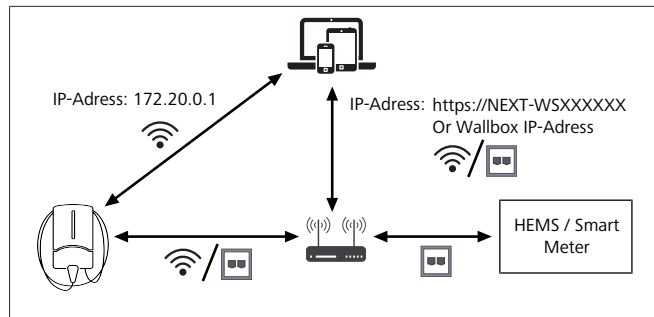 IP-Adress: 172.20.0.1
IP-Adress: https://NEXT-WSXXXXXX
Or Wallbox IP-Adress
HEMS / Smart
Meter